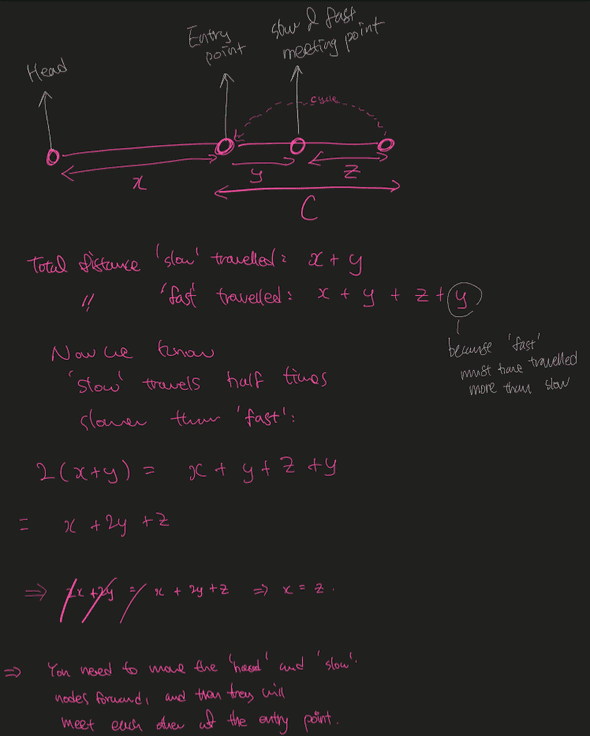 Head
Entry
point
slow & fast
meeting point
cycle
x
y
z
C
Total distance 'slow' travelled: x + y
" 'fast' travelled: x + y + z + y
because 'fast'
must have travelled
more than slow
Now we know
'slow' travels half times
slower than 'fast':
2(x+y) = x + y + z + y
= x + 2y + z
⇒ 2x + 2y = x + 2y + z ⇒ x = z.
⇒ You need to move the 'head' and 'slow'
nodes forward, and then they will
meet each other at the entry point.